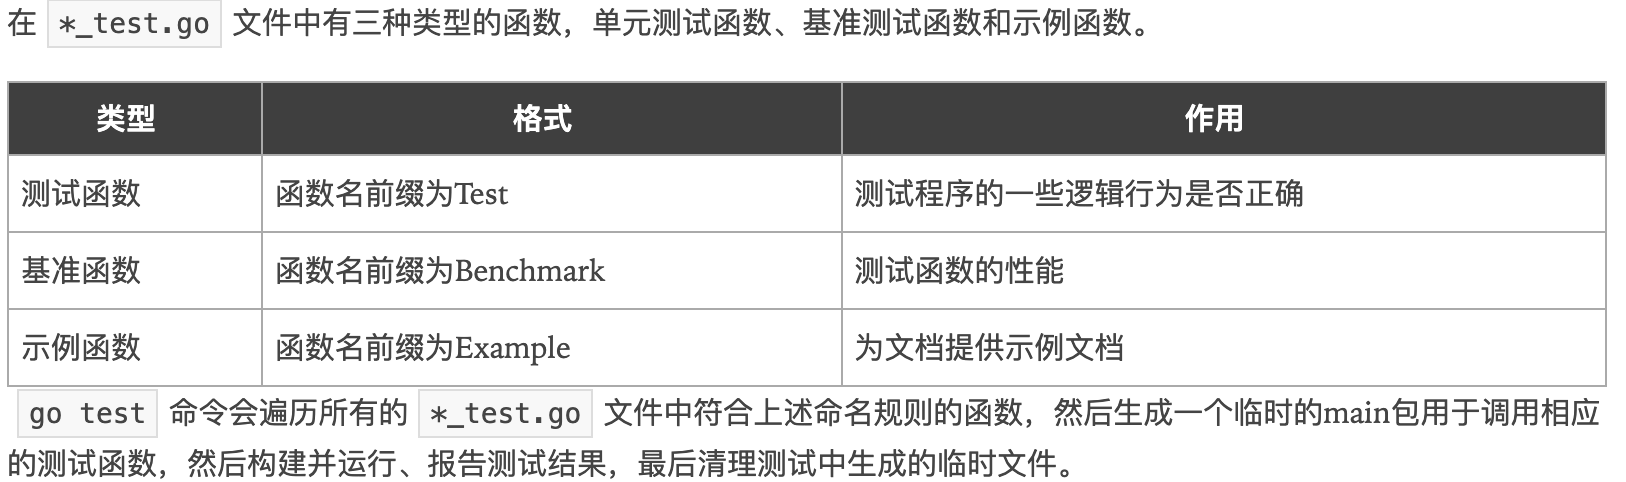 在 *_test.go 文件中有三种类型的函数，单元测试函数、基准测试函数和示例函数。
类型 格式 作用
测试函数 函数名前缀为Test 测试程序的一些逻辑行为是否正确
基准函数 函数名前缀为Benchmark 测试函数的性能
示例函数 函数名前缀为Example 为文档提供示例文档
go test 命令会遍历所有的 *_test.go 文件中符合上述命名规则的函数，然后生成一个临时的main包用于调用相应
的测试函数，然后构建并运行、报告测试结果，最后清理测试中生成的临时文件。